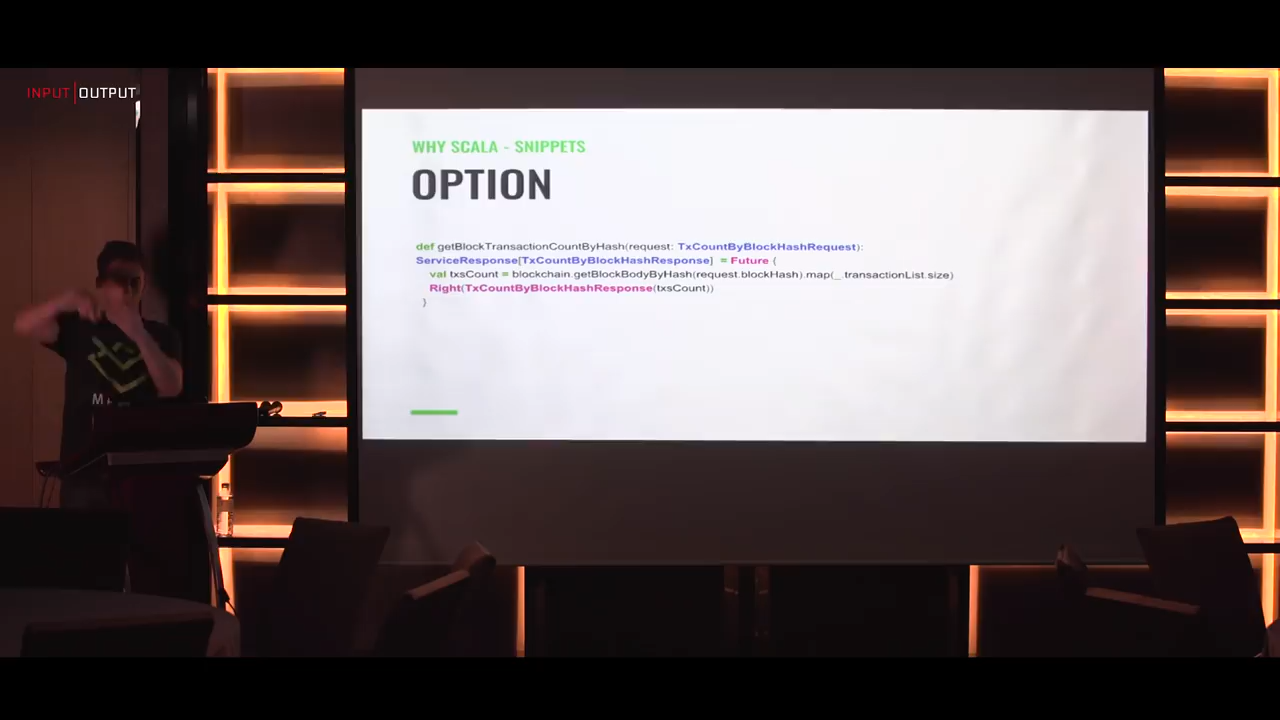 INPUT|OUTPUT
WHY SCALA - SNIPPETS
OPTION
def getBlockTransactionCountByHash(request: TxCountByBlockHashRequest):
ServiceResponse[TxCountByBlockHashResponse] = Future {
val txsCount = blockchain.getBlockBodyByHash(request.blockHash).map(_.transactionList.size)
Right(TxCountByBlockHashResponse(txsCount))
}